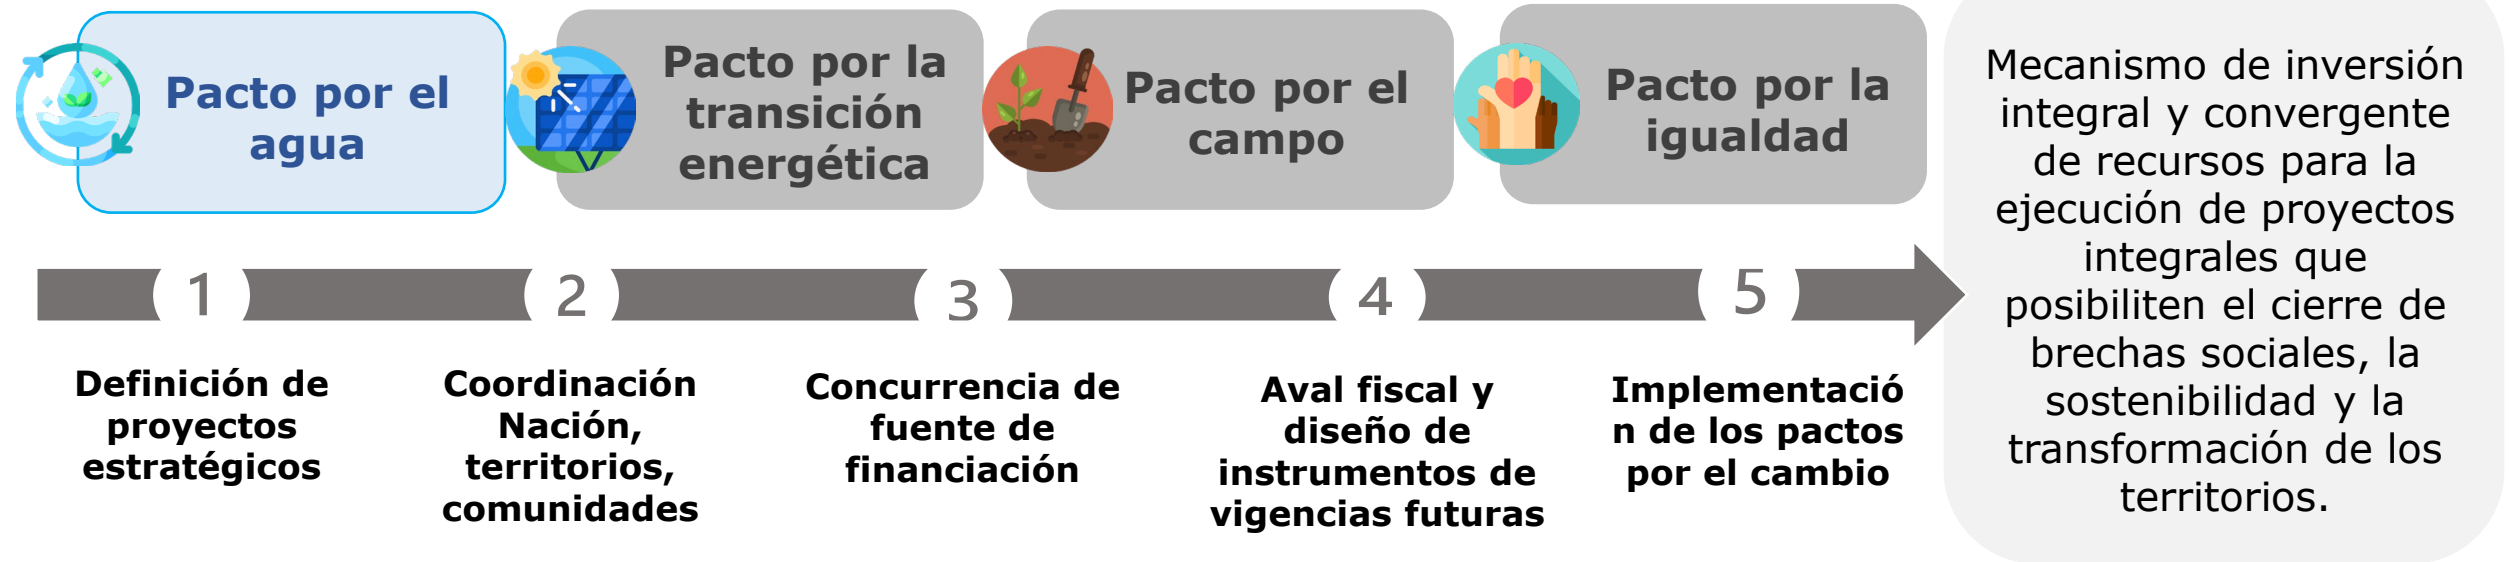 Pacto por el
agua
Pacto por la
transición
energética
Pacto por el
campo
Pacto por la
igualdad
1
2
3
4
5
Definición de
proyectos
estratégicos
Coordinación
Nación,
territorios,
comunidades
Concurrencia de
fuente de
financiación
Aval fiscal y
diseño de
instrumentos de
vigencias futuras
Implementació
n de los pactos
por el cambio
Mecanismo de inversión
integral y convergente
de recursos para la
ejecución de proyectos
integrales que
posibiliten el cierre de
brechas sociales, la
sostenibilidad y la
transformación de los
territorios.